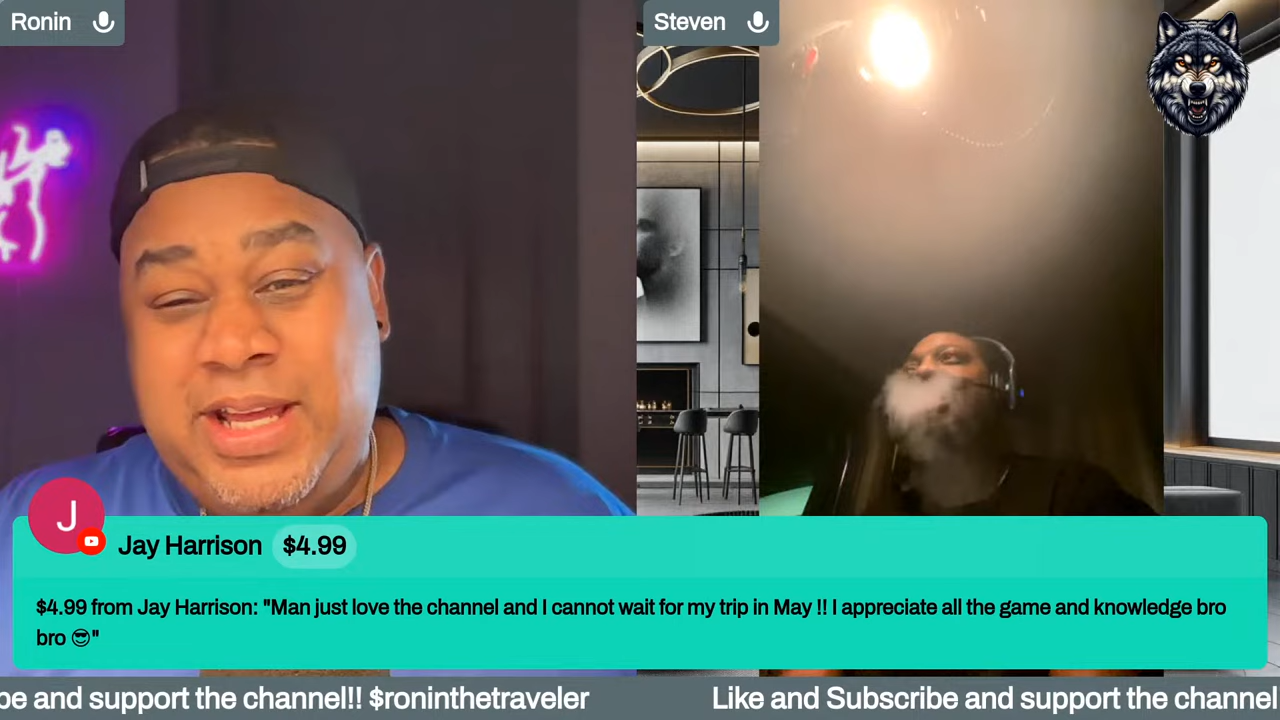 Ronin
Steven
J
Jay Harrison $4.99
$4.99 from Jay Harrison: "Man just love the channel and I cannot wait for my trip in May !! I appreciate all the game and knowledge bro
bro 😎"
be and support the channel!! $roninthetraveler Like and Subscribe and support the channel